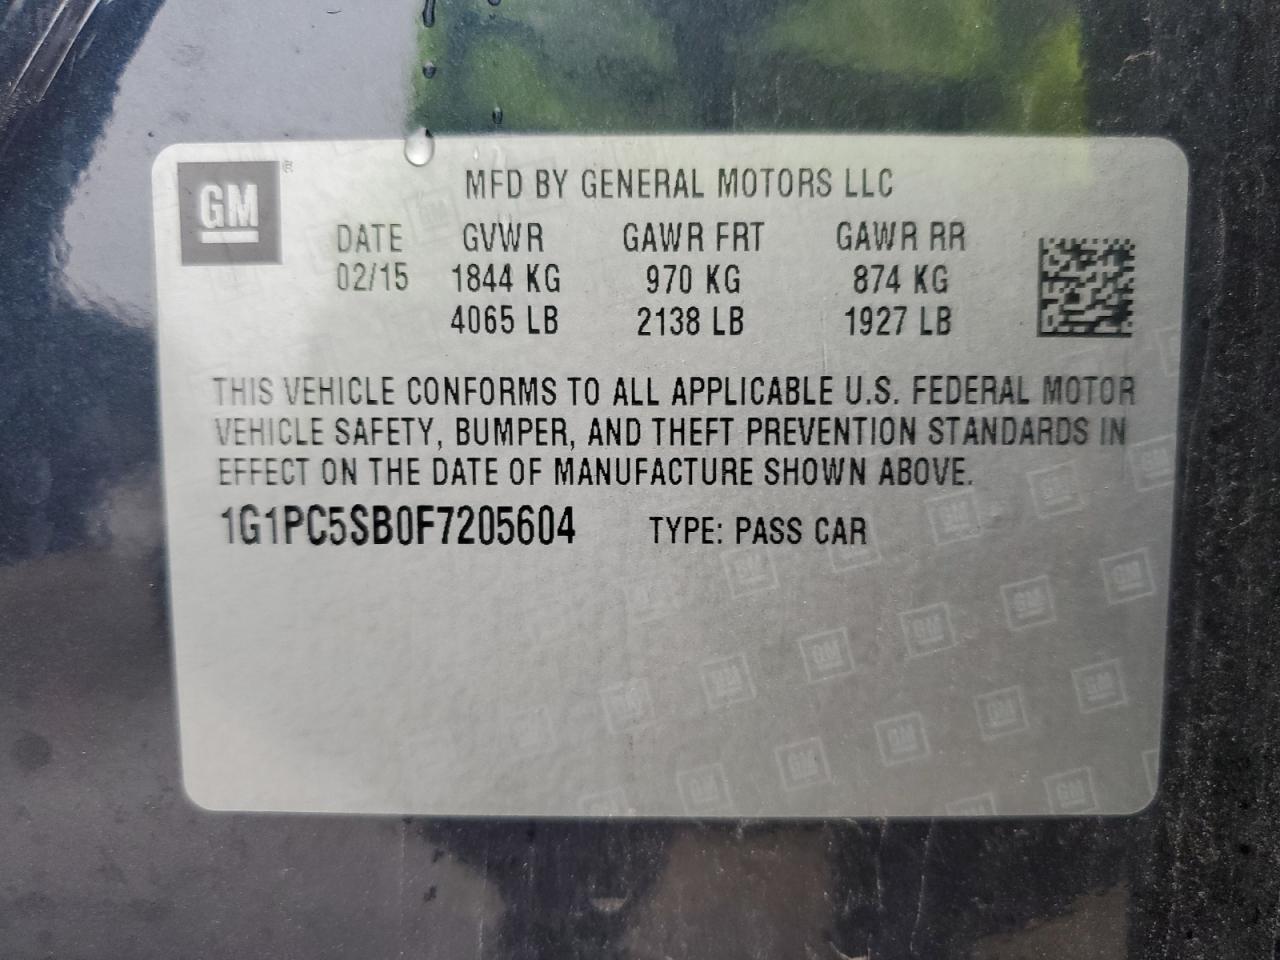 GM ®
MFD BY GENERAL MOTORS LLC
DATE GVWR GAWR FRT GAWR RR
02/15 1844 KG 970 KG 874 KG
4065 LB 2138 LB 1927 LB
THIS VEHICLE CONFORMS TO ALL APPLICABLE U.S. FEDERAL MOTOR
VEHICLE SAFETY, BUMPER, AND THEFT PREVENTION STANDARDS IN
EFFECT ON THE DATE OF MANUFACTURE SHOWN ABOVE.
1G1PC5SB0F7205604 TYPE: PASS CAR